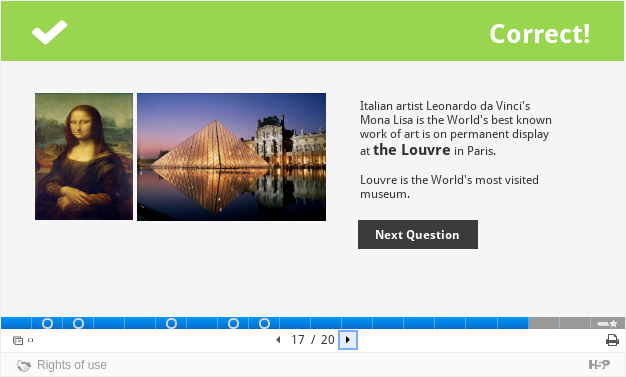 Correct!
Italian artist Leonardo da Vinci's
Mona Lisa is the World's best known
work of art is on permanent display
at the Louvre in Paris.
Louvre is the World's most visited
museum.
Next Question
17 / 20
Rights of use
H5P